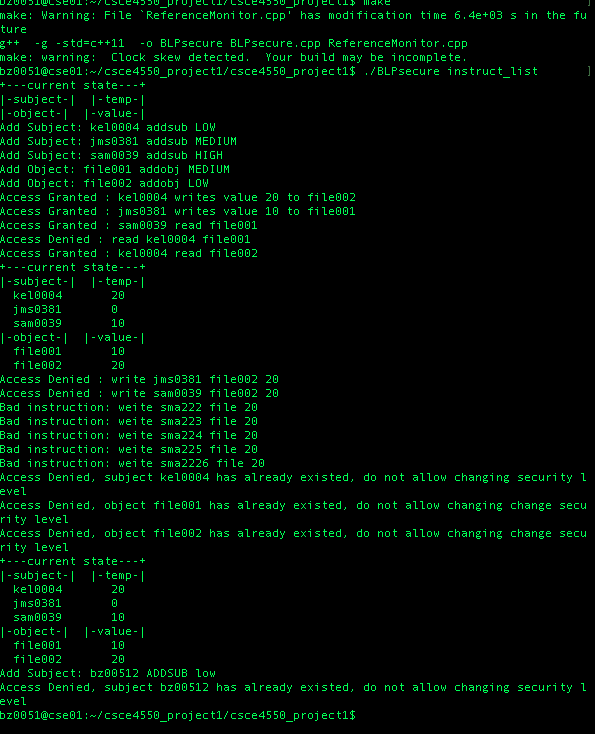 bz0051@cse01:~/csce4550_project1/csce4550_project1$ make
make: Warning: File `ReferenceMonitor.cpp' has modification time 6.4e+03 s in the fu
ture
g++  -g -std=c++11  -o BLPsecure BLPsecure.cpp ReferenceMonitor.cpp
make: warning:  Clock skew detected.  Your build may be incomplete.
bz0051@cse01:~/csce4550_project1/csce4550_project1$ ./BLPsecure instruct_list       ]
+---current state---+
|-subject-|  |-temp-|
|-object-|  |-value-|
Add Subject: kel0004 addsub LOW
Add Subject: jms0381 addsub MEDIUM
Add Subject: sam0039 addsub HIGH
Add Object: file001 addobj MEDIUM
Add Object: file002 addobj LOW
Access Granted : kel0004 writes value 20 to file002
Access Granted : jms0381 writes value 10 to file001
Access Granted : sam0039 read file001
Access Denied : read kel0004 file001
Access Granted : kel0004 read file002
+---current state---+
|-subject-|  |-temp-|
  kel0004       20
  jms0381       0
  sam0039       10
|-object-|  |-value-|
  file001       10
  file002       20
Access Denied : write jms0381 file002 20
Access Denied : write sam0039 file002 20
Bad instruction: weite sma222 file 20
Bad instruction: weite sma223 file 20
Bad instruction: weite sma224 file 20
Bad instruction: weite sma225 file 20
Bad instruction: weite sma2226 file 20
Access Denied, subject kel0004 has already existed, do not allow changing security l
evel
Access Denied, object file001 has already existed, do not allow changing change secu
rity level
Access Denied, object file002 has already existed, do not allow changing change secu
rity level
+---current state---+
|-subject-|  |-temp-|
  kel0004       20
  jms0381       0
  sam0039       10
|-object-|  |-value-|
  file001       10
  file002       20
Add Subject: bz00512 ADDSUB low
Access Denied, subject bz00512 has already existed, do not allow changing security l
evel
bz0051@cse01:~/csce4550_project1/csce4550_project1$